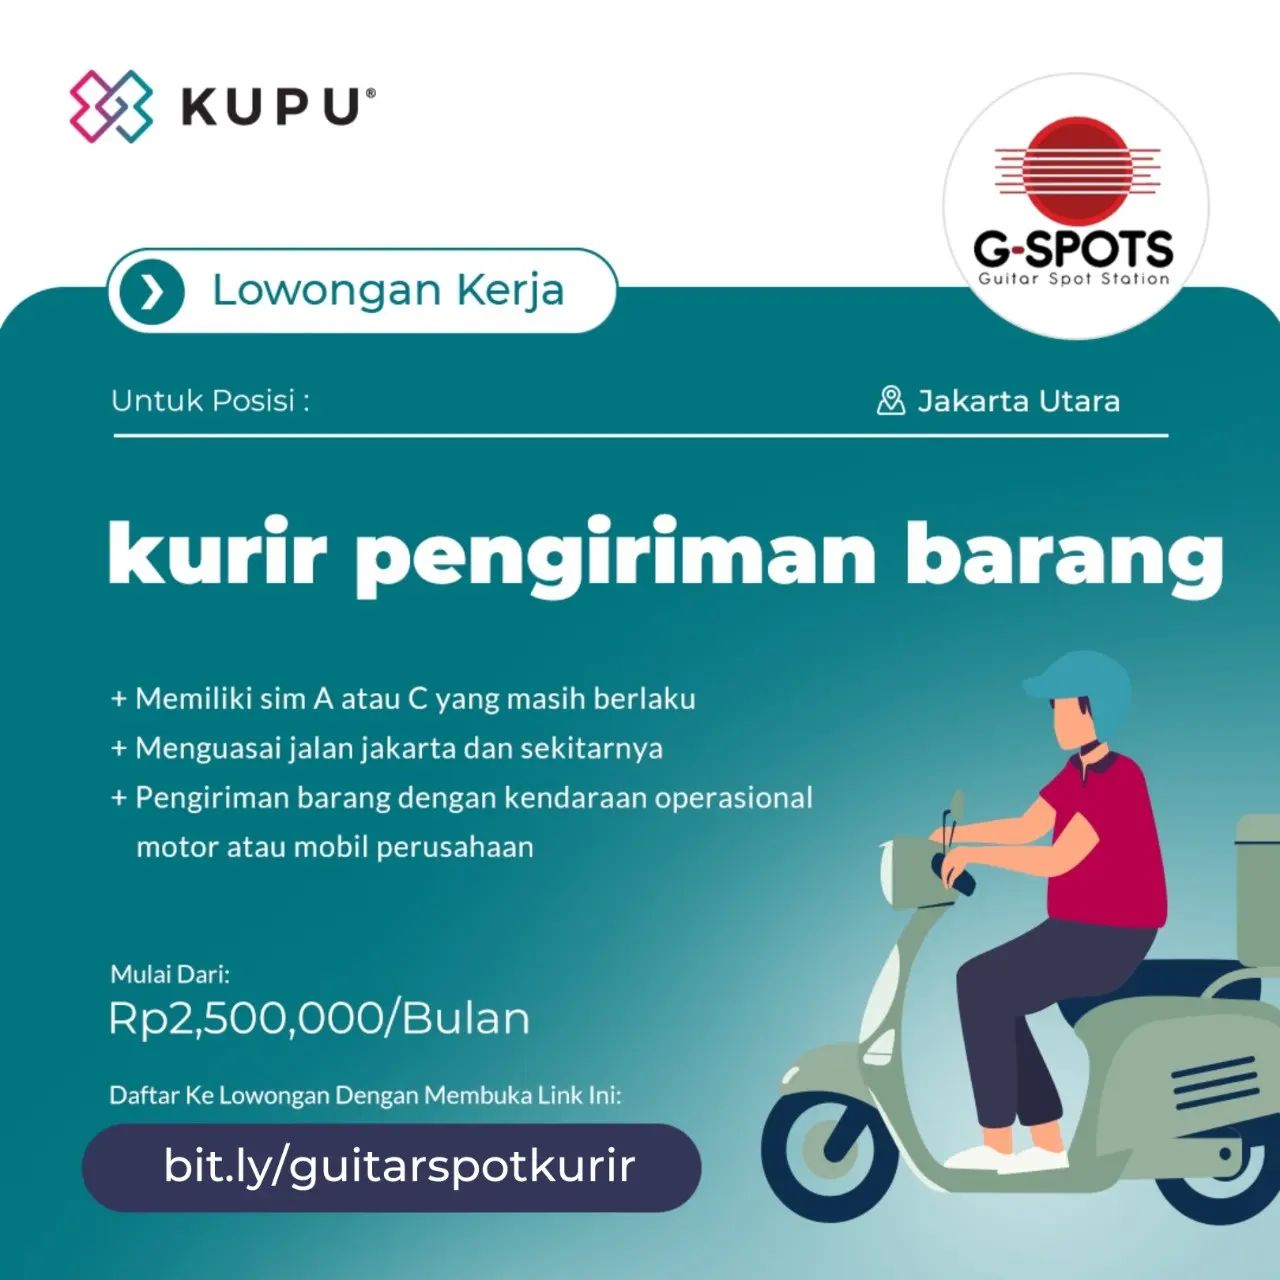 KUPU®
G-SPOTS
Guitar Spot Station
Lowongan Kerja
Untuk Posisi :
Jakarta Utara
kurir pengiriman barang
+ Memiliki sim A atau C yang masih berlaku
+ Menguasai jalan jakarta dan sekitarnya
+ Pengiriman barang dengan kendaraan operasional
motor atau mobil perusahaan
Mulai Dari:
Rp2,500,000/Bulan
Daftar Ke Lowongan Dengan Membuka Link Ini:
bit.ly/guitarspotkurir